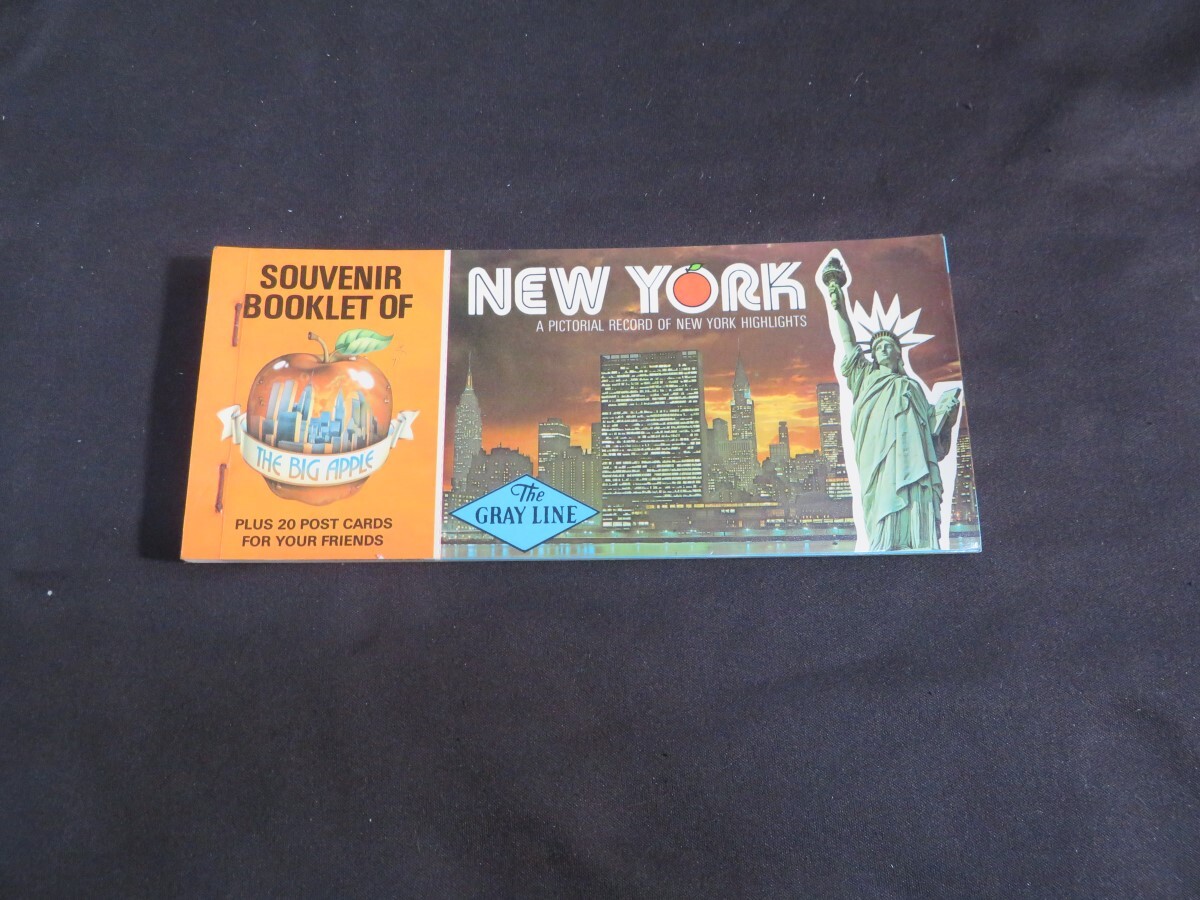 SOUVENIR
BOOKLET OF
THE BIG APPLE
PLUS 20 POST CARDS
FOR YOUR FRIENDS
NEW YORK
A PICTORIAL RECORD OF NEW YORK HIGHLIGHTS
The
GRAY LINE